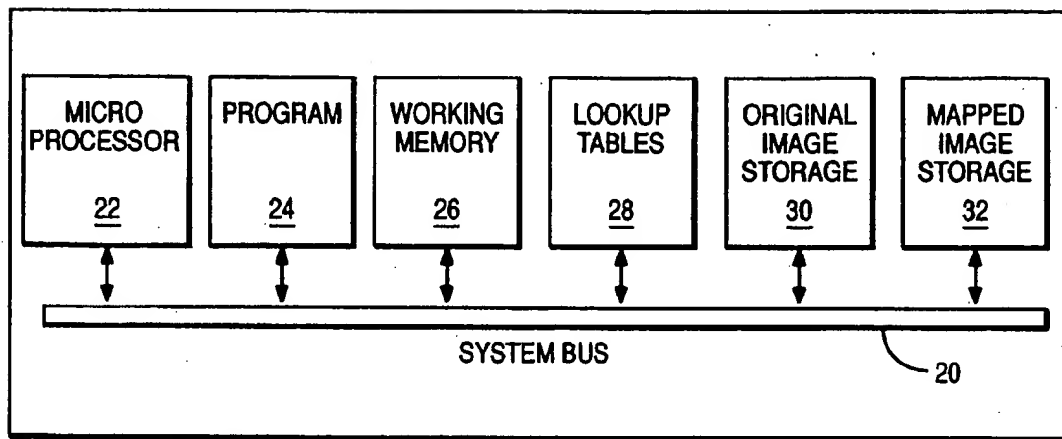 MICRO
PROCESSOR
22
PROGRAM
24
WORKING
MEMORY
26
LOOKUP
TABLES
28
ORIGINAL
IMAGE
STORAGE
30
MAPPED
IMAGE
STORAGE
32
SYSTEM BUS
20